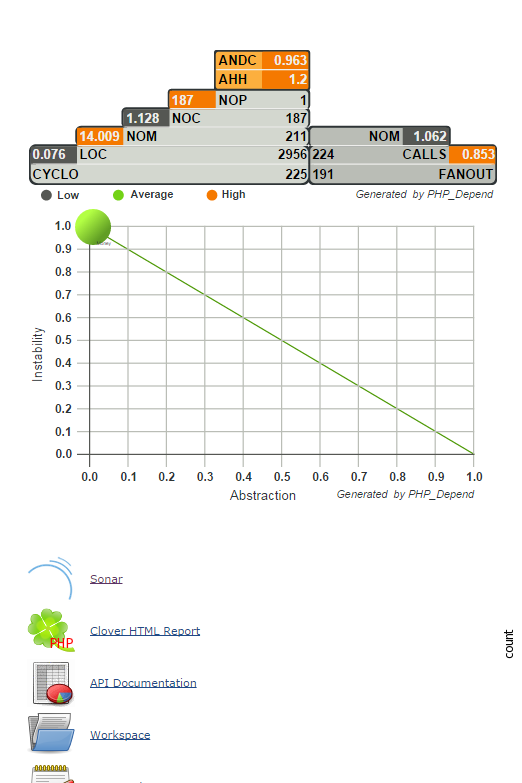 ANDC 0.963
AHH 1.2
187 NOP 1
1.128 NOC 187
14.009 NOM 211 NOM 1.062
0.076 LOC 2956 224 CALLS 0.853
CYCLO 225 191 FANOUT
Low Average High Generated by PHP_Depend
1.0
Money
0.9
0.8
0.7
0.6
0.5
0.4
0.3
0.2
0.1
0.0
Instability
0.0 0.1 0.2 0.3 0.4 0.5 0.6 0.7 0.8 0.9 1.0
Abstraction Generated by PHP_Depend
Sonar
PHP
Clover HTML Report
count
API Documentation
Workspace